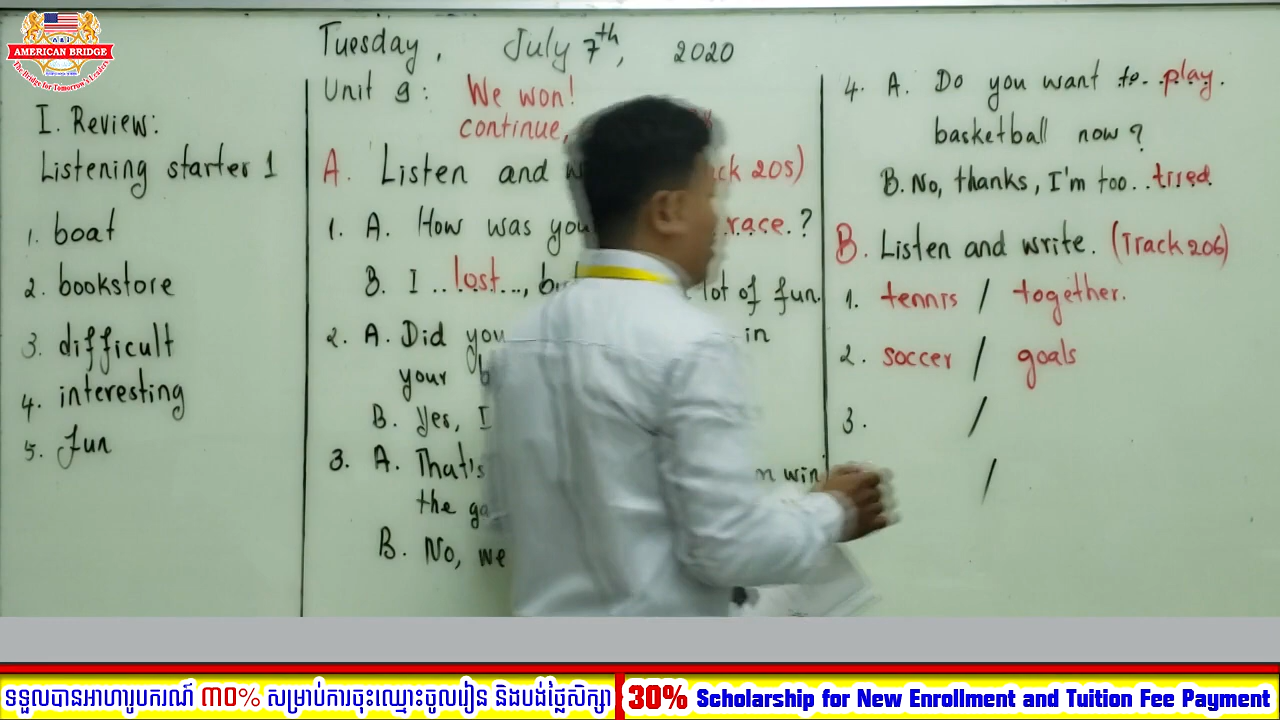 AMERICAN BRIDGE
The Bridge for Tomorrow's Leaders
Tuesday, July 7th, 2020
I. Review:
Listening starter 1
1. boat
2. bookstore
3. difficult
4. interesting
5. fun
Unit 9: We won!
continue,
A. Listen and ck 205)
1. A. How was you race.?
B. I ..lost..., bu lot of fun.
2. A. Did you in
your
B. Yes, I
3. A. That's n win
the ga
B. No, we
4. A. Do you want to..play.
basketball now?
B. No, thanks, I'm too..tired.
B. Listen and write. (Track 206)
1. tennis / together.
2. soccer / goals
3. /
/
ទទួលបានអាហារូបករណ៍ ៣០% សម្រាប់ការចុះឈ្មោះចូលរៀន និងបង់ថ្លៃសិក្សា
30% Scholarship for New Enrollment and Tuition Fee Payment